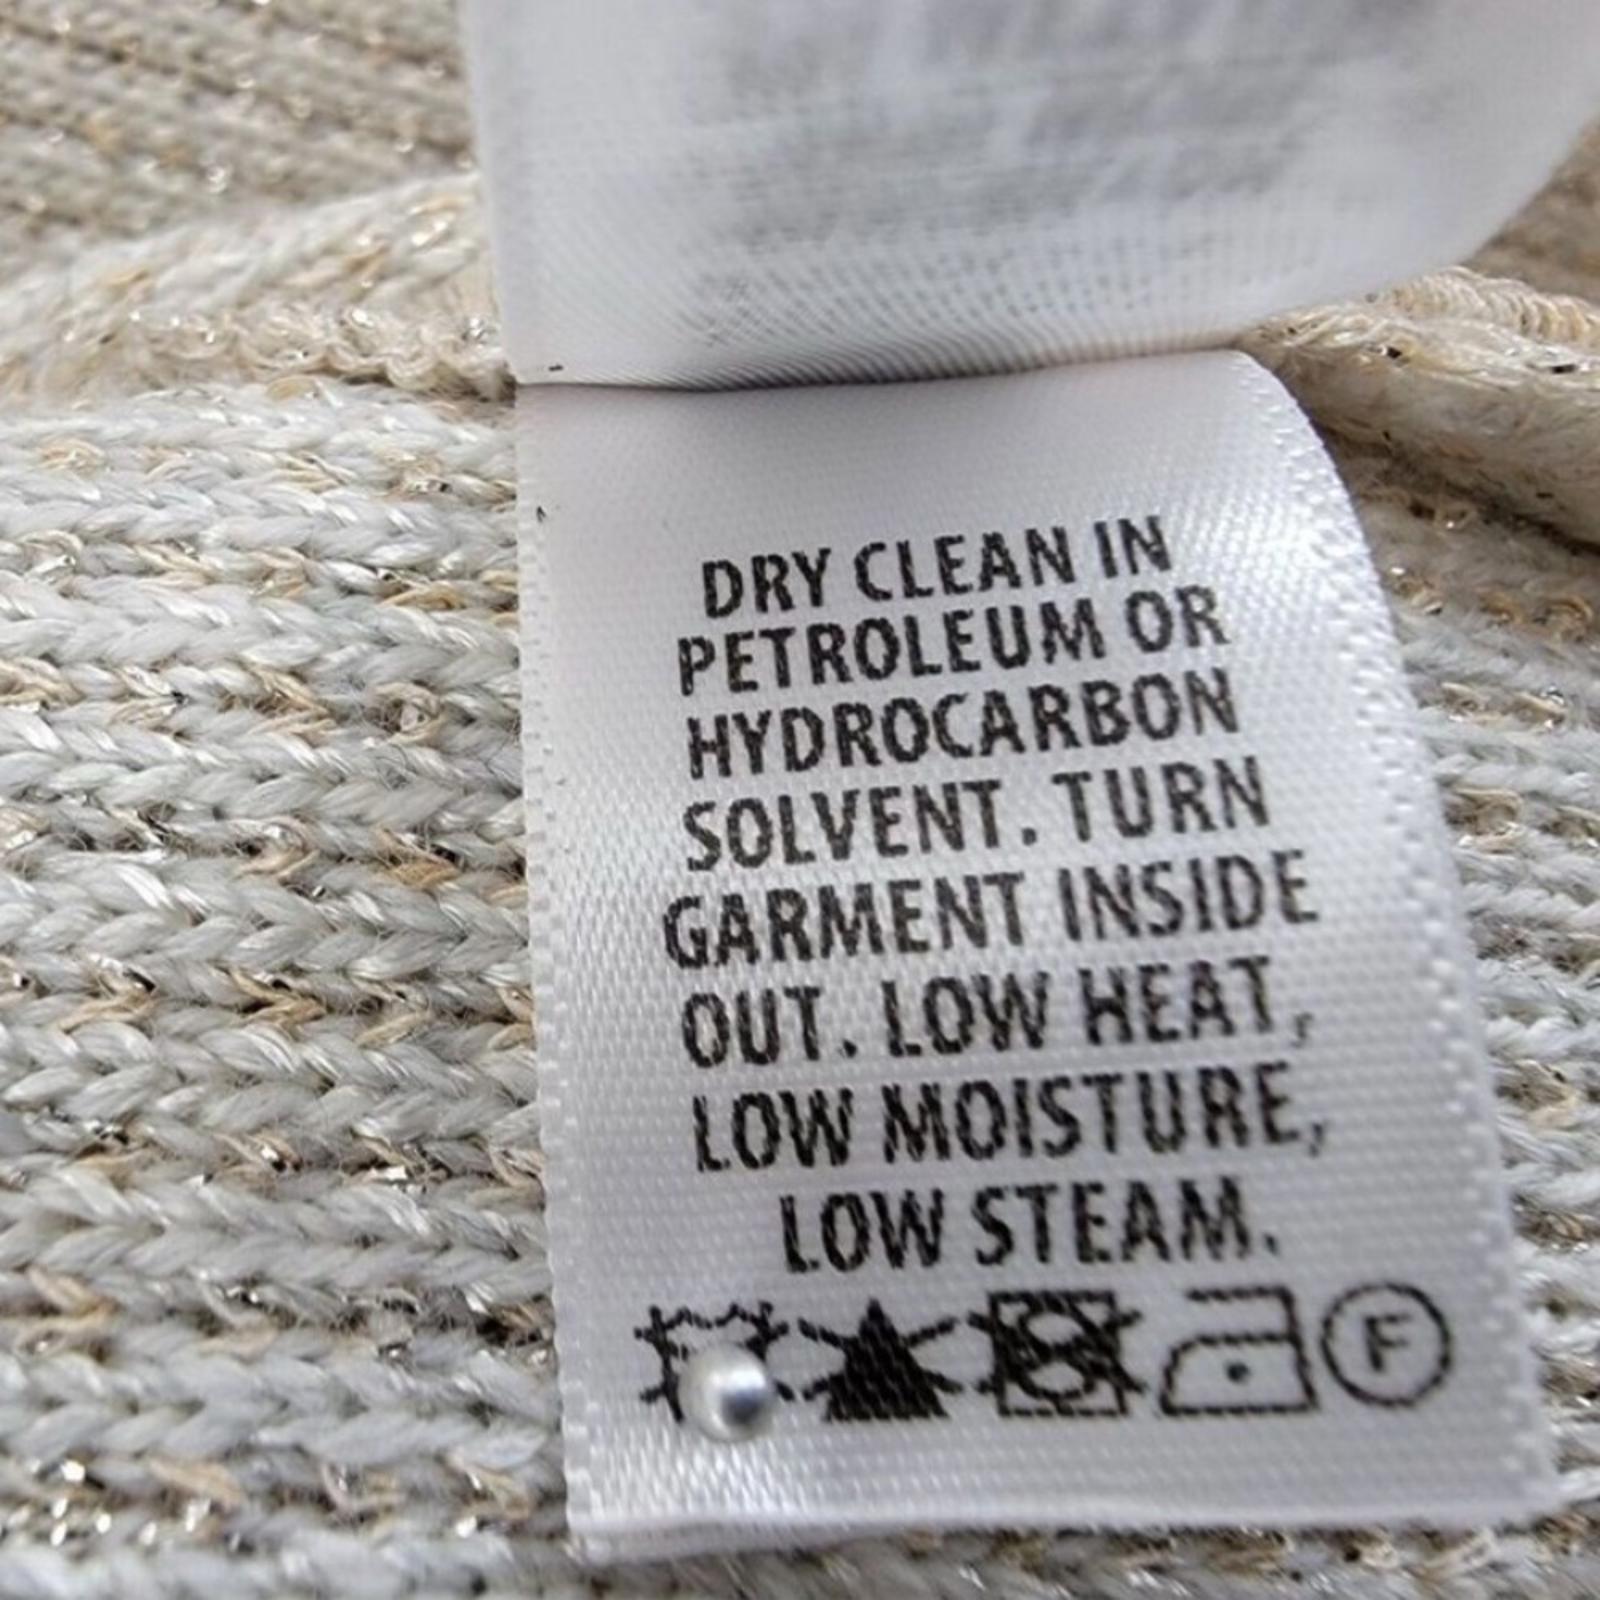 DRY CLEAN IN
PETROLEUM OR
HYDROCARBON
SOLVENT. TURN
GARMENT INSIDE
OUT. LOW HEAT,
LOW MOISTURE,
LOW STEAM.
F